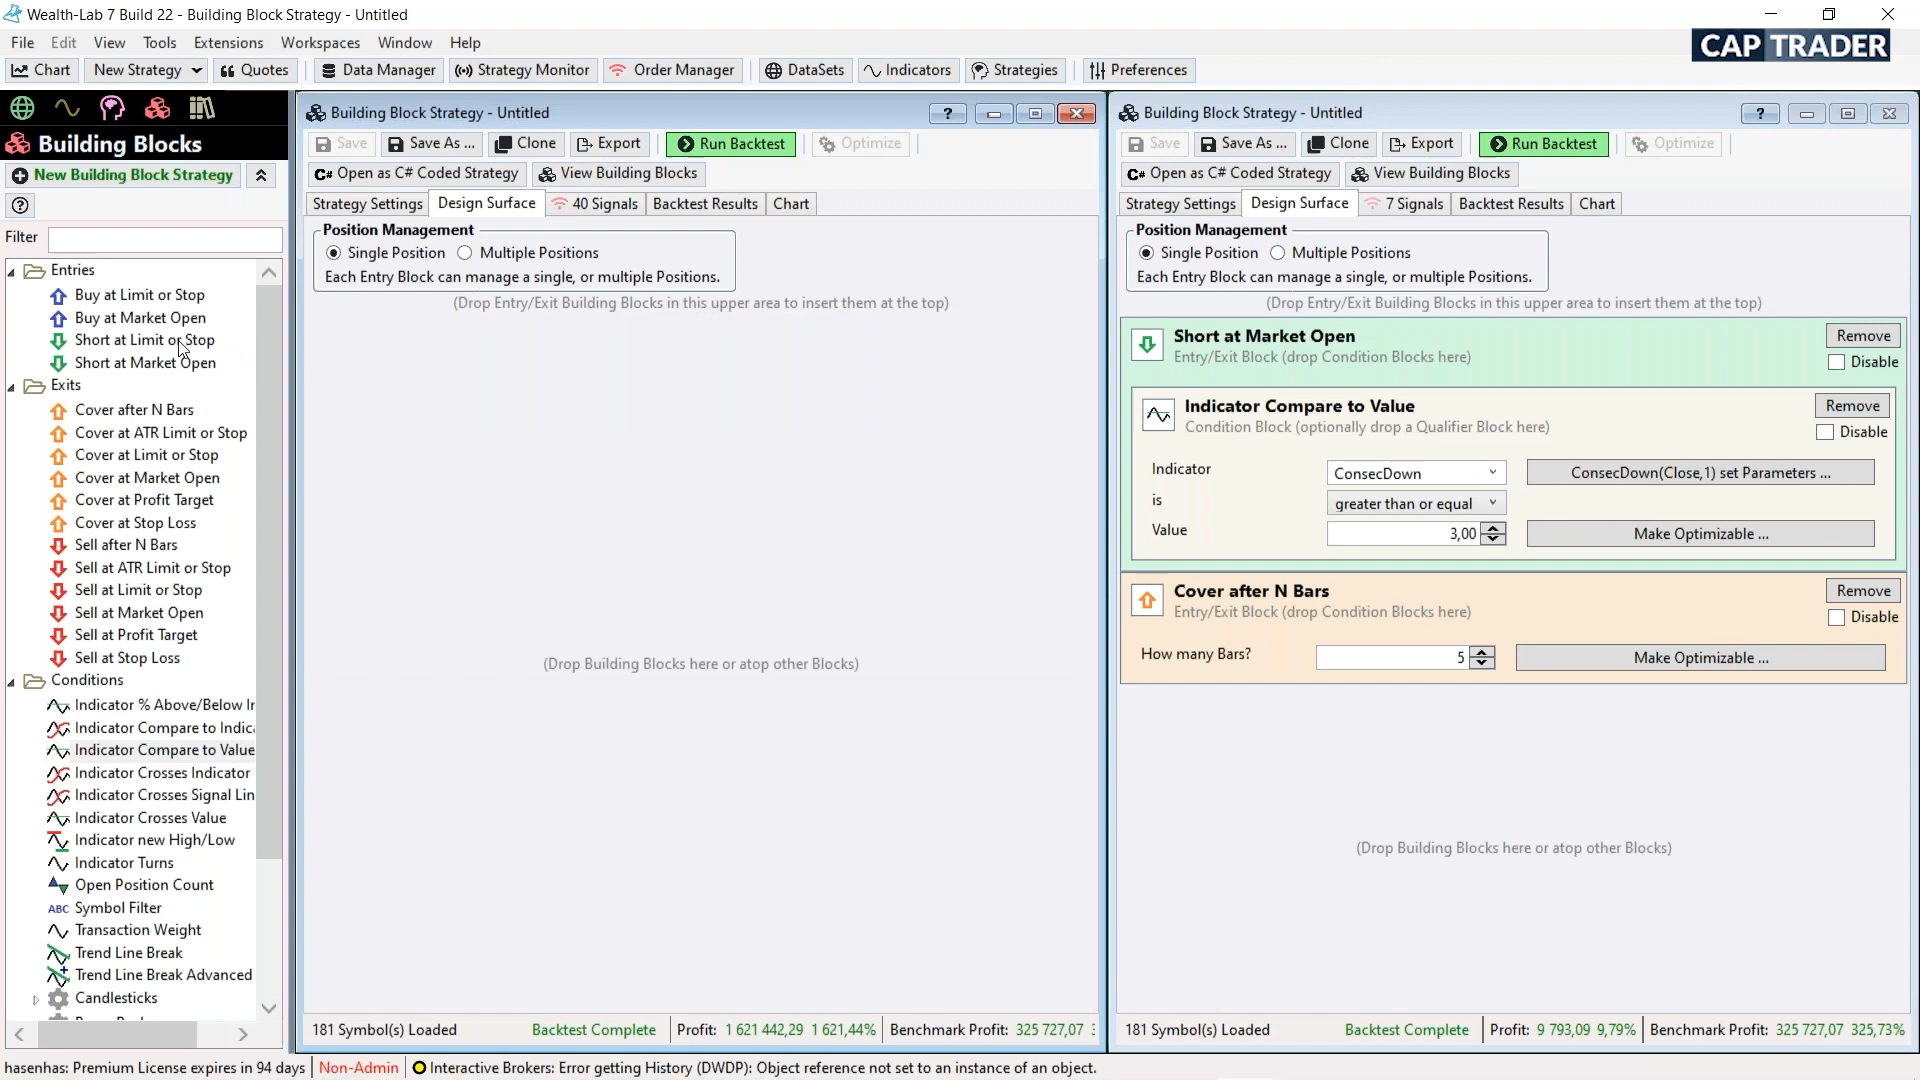 Wealth-Lab 7 Build 22 - Building Block Strategy - Untitled
File Edit View Tools Extensions Workspaces Window Help
CAP TRADER
Chart New Strategy Quotes Data Manager Strategy Monitor Order Manager DataSets Indicators Strategies Preferences
Building Blocks
New Building Block Strategy
Filter
Entries
Buy at Limit or Stop
Buy at Market Open
Short at Limit or Stop
Short at Market Open
Exits
Cover after N Bars
Cover at ATR Limit or Stop
Cover at Limit or Stop
Cover at Market Open
Cover at Profit Target
Cover at Stop Loss
Sell after N Bars
Sell at ATR Limit or Stop
Sell at Limit or Stop
Sell at Market Open
Sell at Profit Target
Sell at Stop Loss
Conditions
Indicator % Above/Below
Indicator Compare to
Indicator Compare to Value
Indicator Crosses Indicator
Indicator Crosses Signal
Indicator Crosses Value
Indicator new High/Low
Indicator Turns
Open Position Count
ABC Symbol Filter
Transaction Weight
Trend Line Break
Trend Line Break Advanced
Candlesticks
Building Block Strategy - Untitled
?
Save Save As ... Clone Export Run Backtest Optimize
C# Open as C# Coded Strategy View Building Blocks
Strategy Settings Design Surface 40 Signals Backtest Results Chart
Position Management
Single Position Multiple Positions
Each Entry Block can manage a single, or multiple Positions.
(Drop Entry/Exit Building Blocks in this upper area to insert them at the top)
(Drop Building Blocks here or atop other Blocks)
181 Symbol(s) Loaded Backtest Complete Profit: 1 621 442,29 1 621,44% Benchmark Profit: 325 727,07
Building Block Strategy - Untitled
?
Save Save As ... Clone Export Run Backtest Optimize
C# Open as C# Coded Strategy View Building Blocks
Strategy Settings Design Surface 7 Signals Backtest Results Chart
Position Management
Single Position Multiple Positions
Each Entry Block can manage a single, or multiple Positions.
(Drop Entry/Exit Building Blocks in this upper area to insert them at the top)
Short at Market Open Remove
Entry/Exit Block (drop Condition Blocks here) Disable
Indicator Compare to Value Remove
Condition Block (optionally drop a Qualifier Block here) Disable
Indicator ConsecDown ConsecDown(Close,1) set Parameters ...
is greater than or equal
Value 3,00 Make Optimizable ...
Cover after N Bars Remove
Entry/Exit Block (drop Condition Blocks here) Disable
How many Bars? 5 Make Optimizable ...
(Drop Building Blocks here or atop other Blocks)
181 Symbol(s) Loaded Backtest Complete Profit: 9 793,09 9,79% Benchmark Profit: 325 727,07 325,73%
hasenhas: Premium License expires in 94 days Non-Admin Interactive Brokers: Error getting History (DWDP): Object reference not set to an instance of an object.